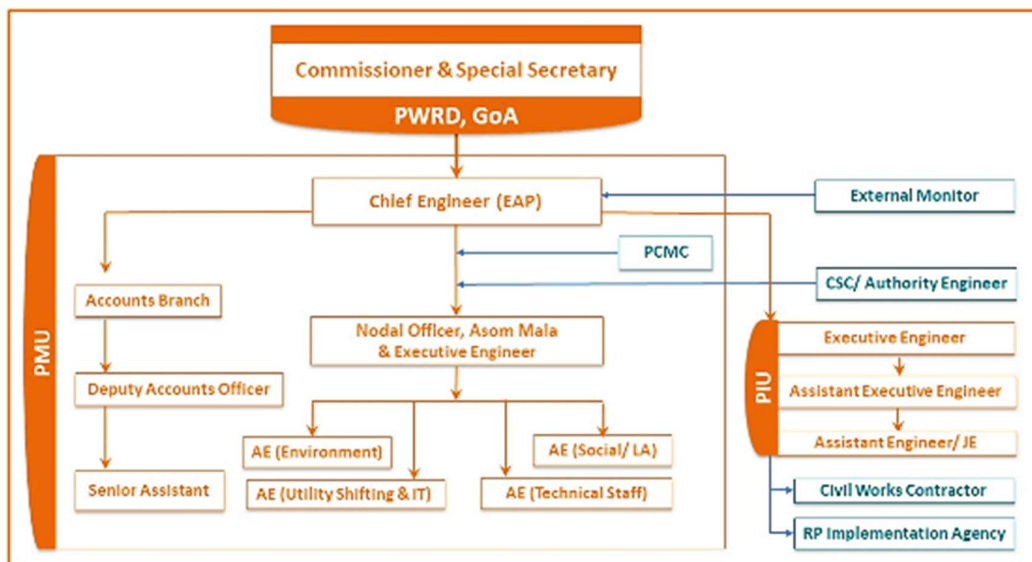 Commissioner & Special Secretary
PWRD, GoA
PMU
Chief Engineer (EAP)
External Monitor
PCMC
CSC/ Authority Engineer
Accounts Branch
Nodal Officer, Asom Mala
& Executive Engineer
PIU
Executive Engineer
Deputy Accounts Officer
Assistant Executive Engineer
AE (Environment)
AE (Social/ LA)
Assistant Engineer/ JE
Senior Assistant
AE (Utility Shifting & IT)
AE (Technical Staff)
Civil Works Contractor
RP Implementation Agency